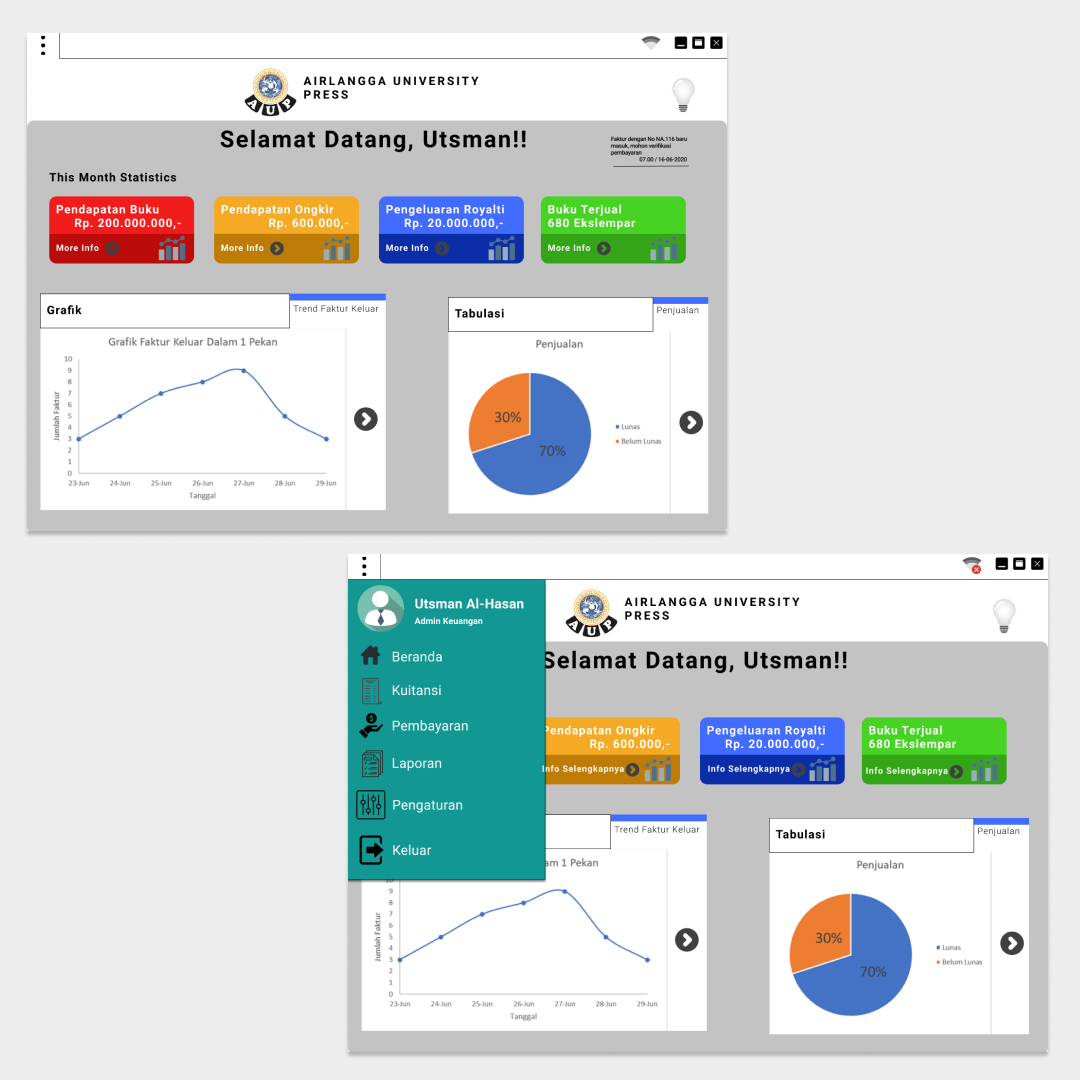 AIRLANGGA UNIVERSITY
PRESS
AUP
Selamat Datang, Utsman!!
Faktur dengan No NA.116 baru
masuk, mohon verifikasi
pembayaran
07.00 / 16-06-2020
This Month Statistics
Pendapatan Buku
Rp. 200.000.000,-
More Info
Pendapatan Ongkir
Rp. 600.000,-
More Info
Pengeluaran Royalti
Rp. 20.000.000,-
More Info
Buku Terjual
680 Ekslempar
More Info
Grafik
Trend Faktur Keluar
Grafik Faktur Keluar Dalam 1 Pekan
Jumlah Faktur
10
9
8
7
6
5
4
3
2
1
0
23-Jun 24-Jun 25-Jun 26-Jun 27-Jun 28-Jun 29-Jun
Tanggal
Tabulasi
Penjualan
Penjualan
30%
70%
Lunas
Belum Lunas
Utsman Al-Hasan
Admin Keuangan
Beranda
Kuitansi
Pembayaran
Laporan
Pengaturan
Keluar
AIRLANGGA UNIVERSITY
PRESS
AUP
Selamat Datang, Utsman!!
Pendapatan Ongkir
Rp. 600.000,-
Info Selengkapnya
Pengeluaran Royalti
Rp. 20.000.000,-
Info Selengkapnya
Buku Terjual
680 Ekslempar
Info Selengkapnya
Trend Faktur Keluar
am 1 Pekan
Jumlah Faktur
10
9
8
7
6
5
4
3
2
1
0
23-Jun 24-Jun 25-Jun 26-Jun 27-Jun 28-Jun 29-Jun
Tanggal
Tabulasi
Penjualan
Penjualan
30%
70%
Lunas
Belum Lunas